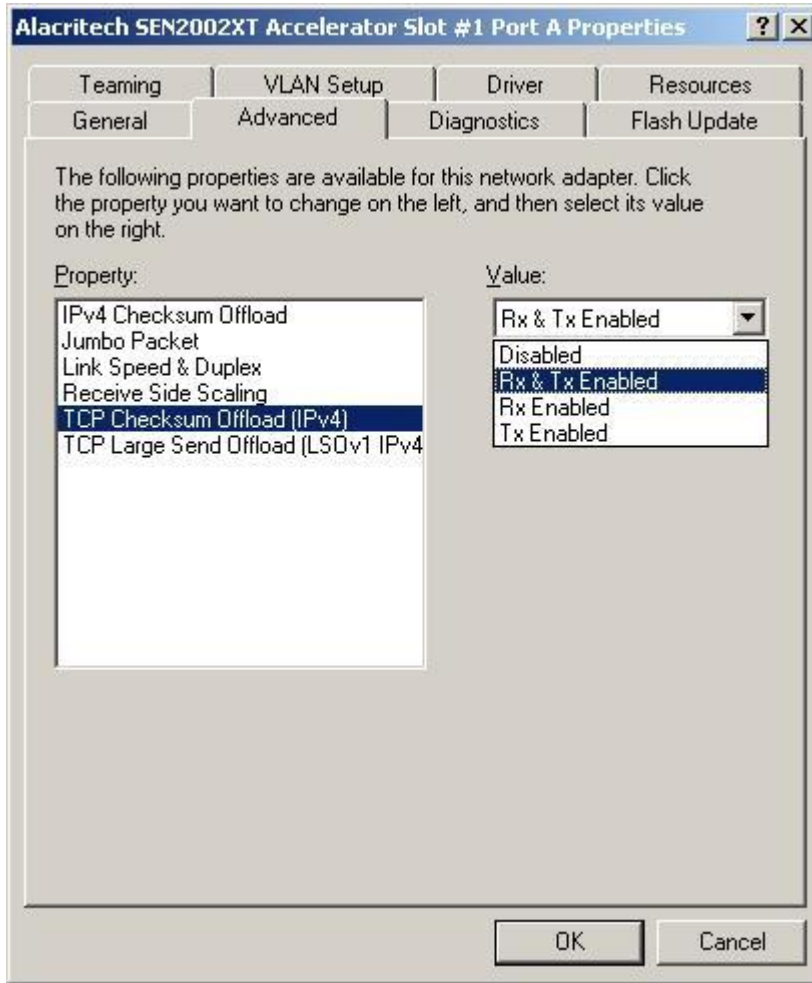 Alacritech SEN2002XT Accelerator Slot #1 Port A Properties
Teaming
VLAN Setup
Driver
Resources
General
Advanced
Diagnostics
Flash Update
The following properties are available for this network adapter. Click
the property you want to change on the left, and then select its value
on the right.
Property:
IPv4 Checksum Offload
Jumbo Packet
Link Speed & Duplex
Receive Side Scaling
TCP Checksum Offload (IPv4)
TCP Large Send Offload (LSOv1 IPv4
Value:
Rx & Tx Enabled
Disabled
Rx & Tx Enabled
Rx Enabled
Tx Enabled
OK
Cancel